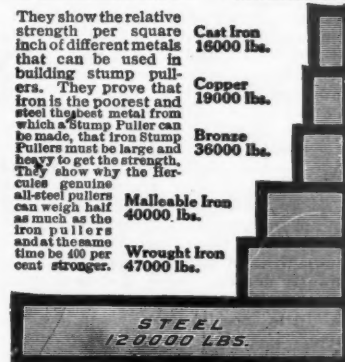 They show the relative
strength per square
inch of different metals
that can be used in
building stump pull-
ers. They prove that
iron is the poorest and
steel the best metal from
which a Stump Puller can
be made, that iron Stump
Pullers must be large and
heavy to get the strength.
They show why the Her-
cules genuine
all-steel pullers
can weigh half
as much as the
iron pullers
and at the same
time be 400 per
cent stronger.
Cast Iron
16000 lbs.
Copper
19000 lbs.
Bronze
36000 lbs.
Malleable Iron
40000 lbs.
Wrought Iron
47000 lbs.
STEEL
120000 LBS.